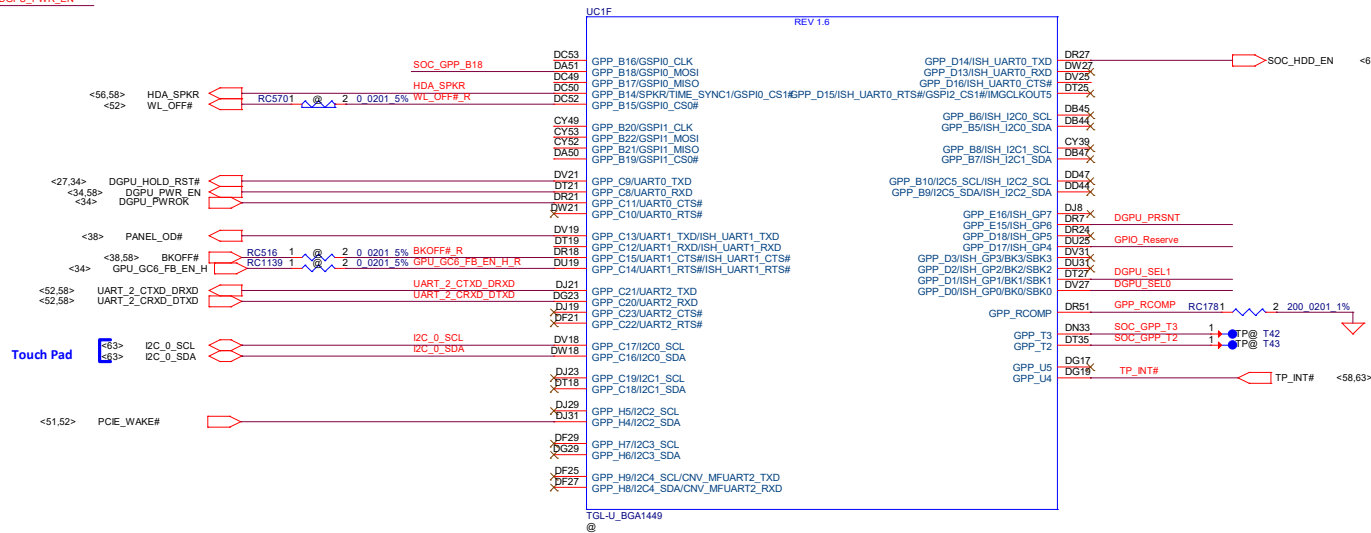 DGPU_PWR_EN
UC1F
REV 1.6
DC53 GPP_B16/GSPI0_CLK
SOC_GPP_B18 DA51 GPP_B18/GSPI0_MOSI
DC49 GPP_B17/GSPI0_MISO
<56,58> HDA_SPKR HDA_SPKR DC50 GPP_B14/SPKR/TIME_SYNC1/GSPI0_CS1#
<52> WL_OFF# RC5701 @ 2 0_0201_5% WL_OFF#_R DC52 GPP_B15/GSPI0_CS0#
CY49 GPP_B20/GSPI1_CLK
CY53 GPP_B22/GSPI1_MOSI
CY52 GPP_B21/GSPI1_MISO
DA50 GPP_B19/GSPI1_CS0#
<27,34> DGPU_HOLD_RST# DV21 GPP_C9/UART0_TXD
<34,58> DGPU_PWR_EN DT21 GPP_C8/UART0_RXD
<34> DGPU_PWROK DR21 GPP_C11/UART0_CTS#
DW21 GPP_C10/UART0_RTS#
<38> PANEL_OD# DV19 GPP_C13/UART1_TXD/ISH_UART1_TXD
DT19 GPP_C12/UART1_RXD/ISH_UART1_RXD
<38,58> BKOFF# RC516 1 @ 2 0_0201_5% BKOFF#_R DR18 GPP_C15/UART1_CTS#/ISH_UART1_CTS#
<34> GPU_GC6_FB_EN_H RC1139 1 @ 2 0_0201_5% GPU_GC6_FB_EN_H_R DU19 GPP_C14/UART1_RTS#/ISH_UART1_RTS#
<52,58> UART_2_CTXD_DRXD UART_2_CTXD_DRXD DJ21 GPP_C21/UART2_TXD
<52,58> UART_2_CRXD_DTXD UART_2_CRXD_DTXD DG23 GPP_C20/UART2_RXD
DJ19 GPP_C23/UART2_CTS#
DF21 GPP_C22/UART2_RTS#
Touch Pad
<63> I2C_0_SCL I2C_0_SCL DV18 GPP_C17/I2C0_SCL
<63> I2C_0_SDA I2C_0_SDA DW18 GPP_C16/I2C0_SDA
DJ23 GPP_C19/I2C1_SCL
DT18 GPP_C18/I2C1_SDA
DJ29 GPP_H5/I2C2_SCL
<51,52> PCIE_WAKE# DJ31 GPP_H4/I2C2_SDA
DF29 GPP_H7/I2C3_SCL
DG29 GPP_H6/I2C3_SDA
DF25 GPP_H9/I2C4_SCL/CNV_MFUART2_TXD
DF27 GPP_H8/I2C4_SDA/CNV_MFUART2_RXD
GPP_D14/ISH_UART0_TXD DR27 SOC_HDD_EN <6
GPP_D13/ISH_UART0_RXD DW27
GPP_D16/ISH_UART0_CTS# DV25
GPP_D15/ISH_UART0_RTS#/GSPI2_CS1#/IMGCLKOUT5 DT25
GPP_B6/ISH_I2C0_SCL DB45
GPP_B5/ISH_I2C0_SDA DB44
GPP_B8/ISH_I2C1_SCL CY39
GPP_B7/ISH_I2C1_SDA DB47
GPP_B10/I2C5_SCL/ISH_I2C2_SCL DD47
GPP_B9/I2C5_SDA/ISH_I2C2_SDA DD44
GPP_E16/ISH_GP7 DJ8
GPP_E15/ISH_GP6 DR7 DGPU_PRSNT
GPP_D18/ISH_GP5 DR24
GPP_D17/ISH_GP4 DU25 GPIO_Reserve
GPP_D3/ISH_GP3/BK3/SBK3 DV31
GPP_D2/ISH_GP2/BK2/SBK2 DU31
GPP_D1/ISH_GP1/BK1/SBK1 DT27 DGPU_SEL1
GPP_D0/ISH_GP0/BK0/SBK0 DV27 DGPU_SEL0
GPP_RCOMP DR51 GPP_RCOMP RC1781 2 200_0201_1%
GPP_T3 DN33 SOC_GPP_T3 1 TP@ T42
GPP_T2 DT35 SOC_GPP_T2 1 TP@ T43
GPP_U5 DG17
GPP_U4 DG19 TP_INT# TP_INT# <58,63>
TGL-U_BGA1449
@